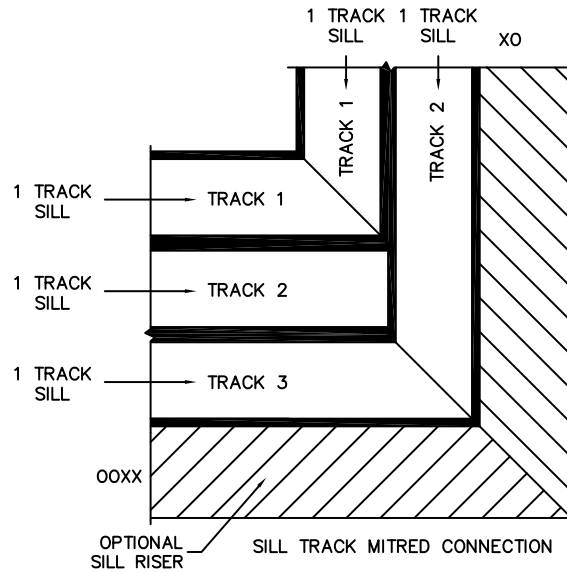 1 TRACK 1 TRACK
SILL SILL
XO
TRACK 1
TRACK 2
1 TRACK
SILL
TRACK 1
1 TRACK
SILL
TRACK 2
1 TRACK
SILL
TRACK 3
OOXX
OPTIONAL
SILL RISER
SILL TRACK MITRED CONNECTION